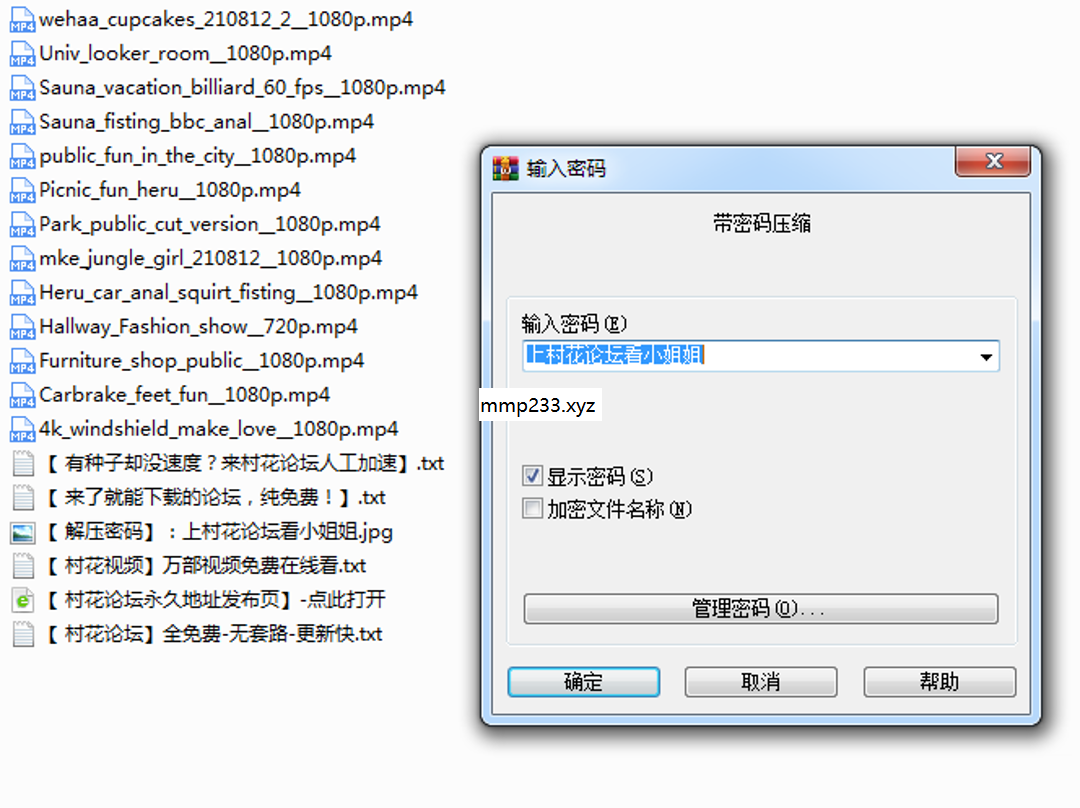 wehaa_cupcakes_210812_2__1080p.mp4
Univ_looker_room__1080p.mp4
Sauna_vacation_billiard_60_fps__1080p.mp4
Sauna_fisting_bbc_anal__1080p.mp4
public_fun_in_the_city__1080p.mp4
Picnic_fun_heru__1080p.mp4
Park_public_cut_version__1080p.mp4
mke_jungle_girl_210812__1080p.mp4
Heru_car_anal_squirt_fisting__1080p.mp4
Hallway_Fashion_show__720p.mp4
Furniture_shop_public__1080p.mp4
Carbrake_feet_fun__1080p.mp4
4k_windshield_make_love__1080p.mp4
【 有种子却没速度？来村花论坛人工加速】.txt
【 来了就能下载的论坛，纯免费！】.txt
【 解压密码】：上村花论坛看小姐姐.jpg
【 村花视频】万部视频免费在线看.txt
【 村花论坛永久地址发布页】-点此打开
【 村花论坛】全免费-无套路-更新快.txt
输入密码
带密码压缩
输入密码(E)
上村花论坛看小姐姐
mmp233.xyz
显示密码(S)
加密文件名称(N)
管理密码(O)...
确定
取消
帮助